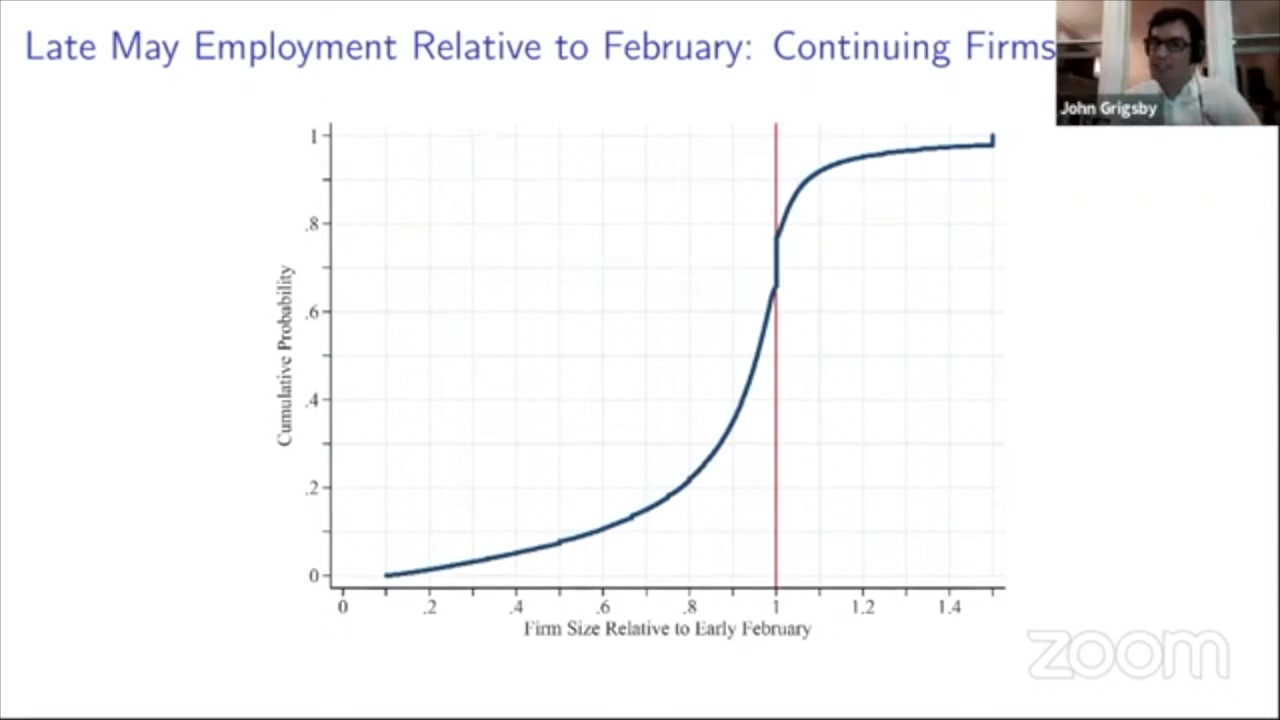 Late May Employment Relative to February: Continuing Firms
John Grigsby
1
.8
.6
.4
.2
0
Cumulative Probability
0 .2 .4 .6 .8 1 1.2 1.4
Firm Size Relative to Early February
zoom